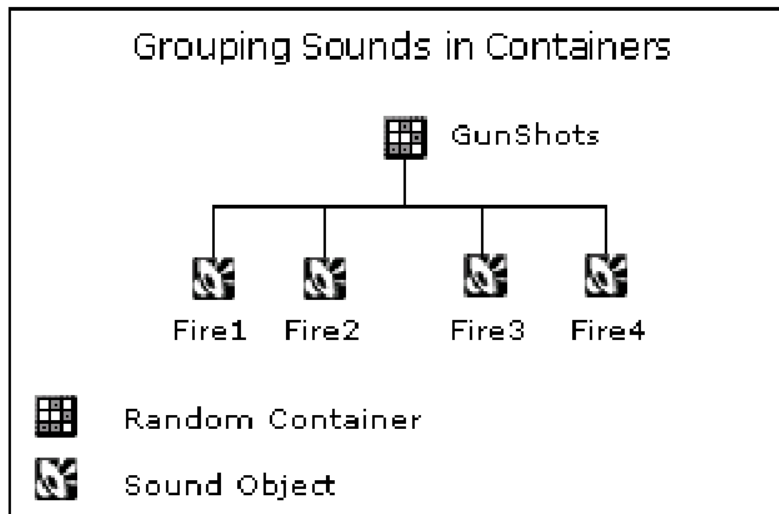 Grouping Sounds in Containers
GunShots
Fire1 Fire2 Fire3 Fire4
Random Container
Sound Object